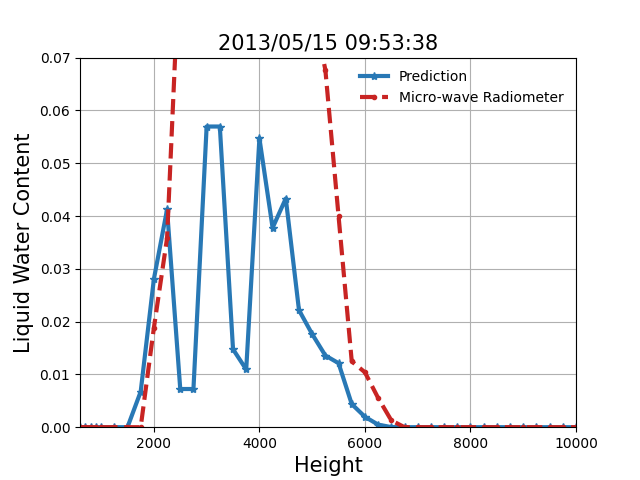 2013/05/15 09:53:38
Prediction
Micro-wave Radiometer
Liquid Water Content
0.07
0.06
0.05
0.04
0.03
0.02
0.01
0.00
2000 4000 6000 8000 10000
Height